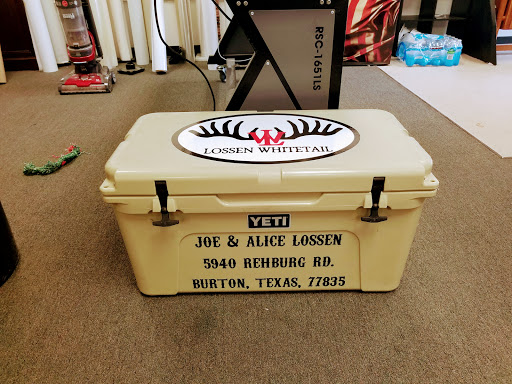 RSC-1651LS
LOSSEN WHITETAIL
YETI
JOE & ALICE LOSSEN
5940 REHBURG RD.
BURTON, TEXAS, 77835